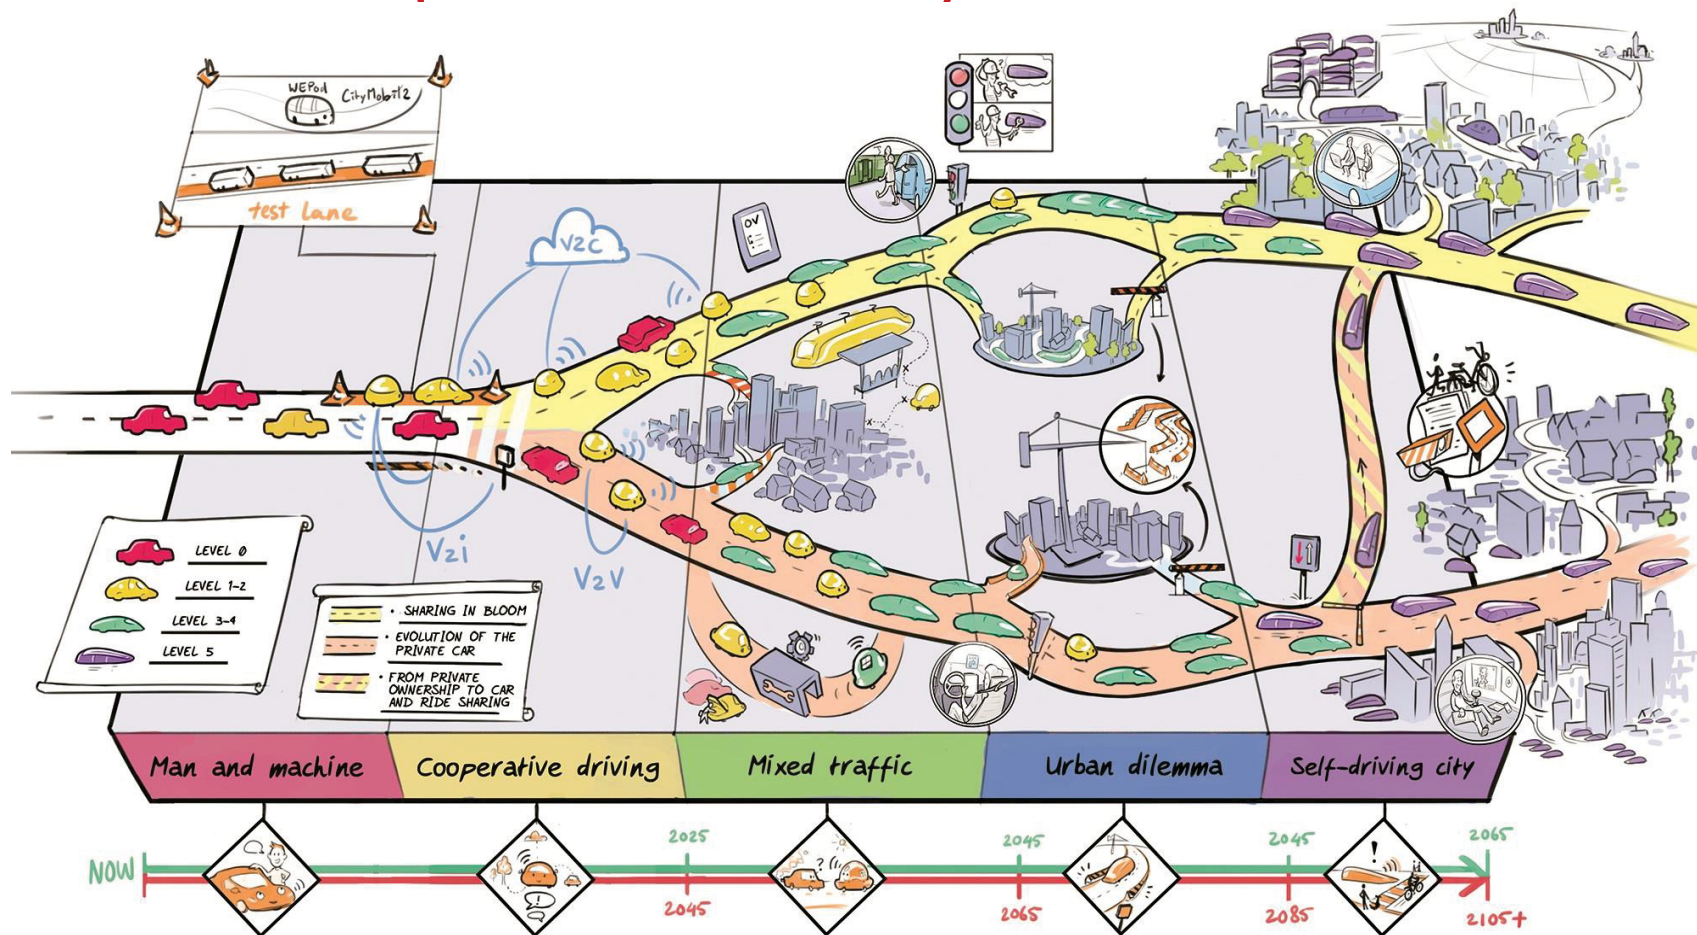 WEPod
CityMobil2
test lane
V2C
OV
V2i
V2V
LEVEL 0
LEVEL 1-2
LEVEL 3-4
LEVEL 5
• SHARING IN BLOOM
• EVOLUTION OF THE
PRIVATE CAR
• FROM PRIVATE
OWNERSHIP TO CAR
AND RIDE SHARING
Man and machine
Cooperative driving
Mixed traffic
Urban dilemma
Self-driving city
NOW
2025
2045
2045
2065
2045
2065
2085
2105+